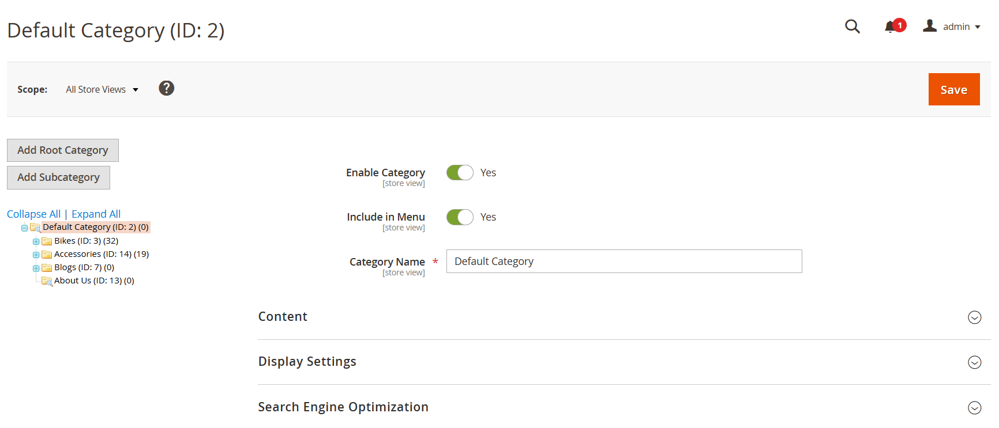 Default Category (ID: 2)
1
admin
Scope:
All Store Views
?
Save
Add Root Category
Add Subcategory
Collapse All | Expand All
Default Category (ID: 2) (0)
Bikes (ID: 3) (32)
Accessories (ID: 14) (19)
Blogs (ID: 7) (0)
About Us (ID: 13) (0)
Enable Category
[store view]
Yes
Include in Menu
[store view]
Yes
Category Name *
[store view]
Default Category
Content
Display Settings
Search Engine Optimization